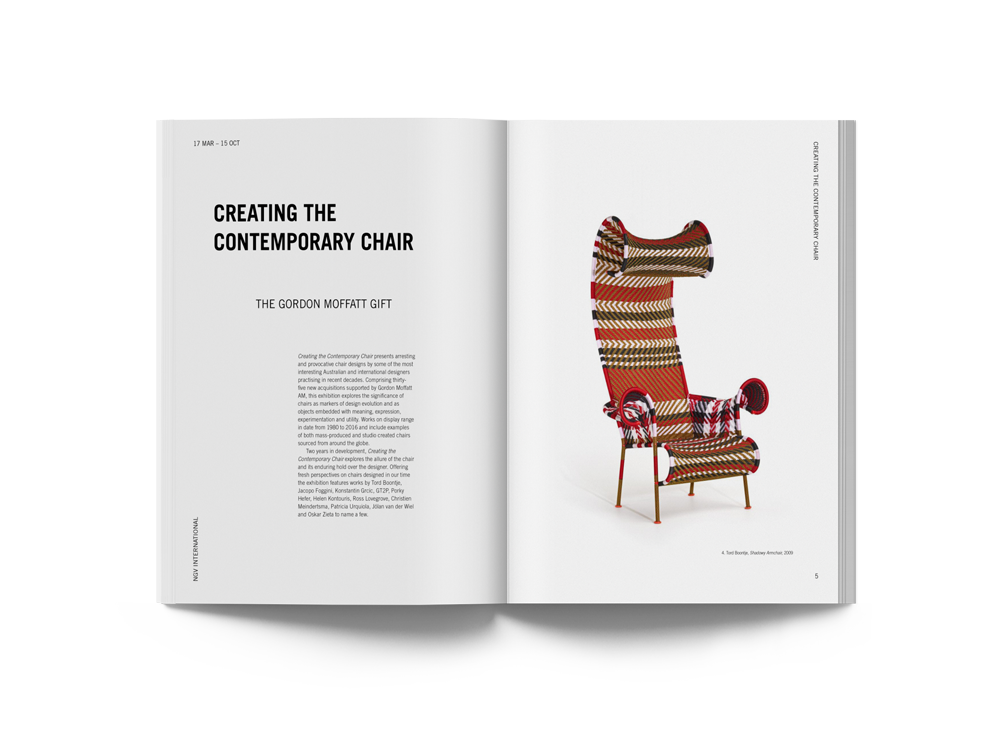 17 MAR – 15 OCT
CREATING THE
CONTEMPORARY CHAIR
THE GORDON MOFFATT GIFT
Creating the Contemporary Chair presents arresting
and provocative chair designs by some of the most
interesting Australian and international designers
practising in recent decades. Comprising thirty-
five new acquisitions supported by Gordon Moffatt
AM, this exhibition explores the significance of
chairs as markers of design evolution and as
objects embedded with meaning, expression,
experimentation and utility. Works on display range
in date from 1980 to 2016 and include examples
of both mass-produced and studio created chairs
sourced from around the globe.
Two years in development, Creating the
Contemporary Chair explores the allure of the chair
and its enduring hold over the designer. Offering
fresh perspectives on chairs designed in our time
the exhibition features works by Tord Boontje,
Jacopo Foggini, Konstantin Grcic, GT2P, Porky
Hefer, Helen Kontouris, Ross Lovegrove, Christien
Meindertsma, Patricia Urquiola, Jólan van der Wiel
and Oskar Zieta to name a few.
NGV INTERNATIONAL
CREATING THE CONTEMPORARY CHAIR
4. Tord Boontje, Shadowy Armchair, 2009
5